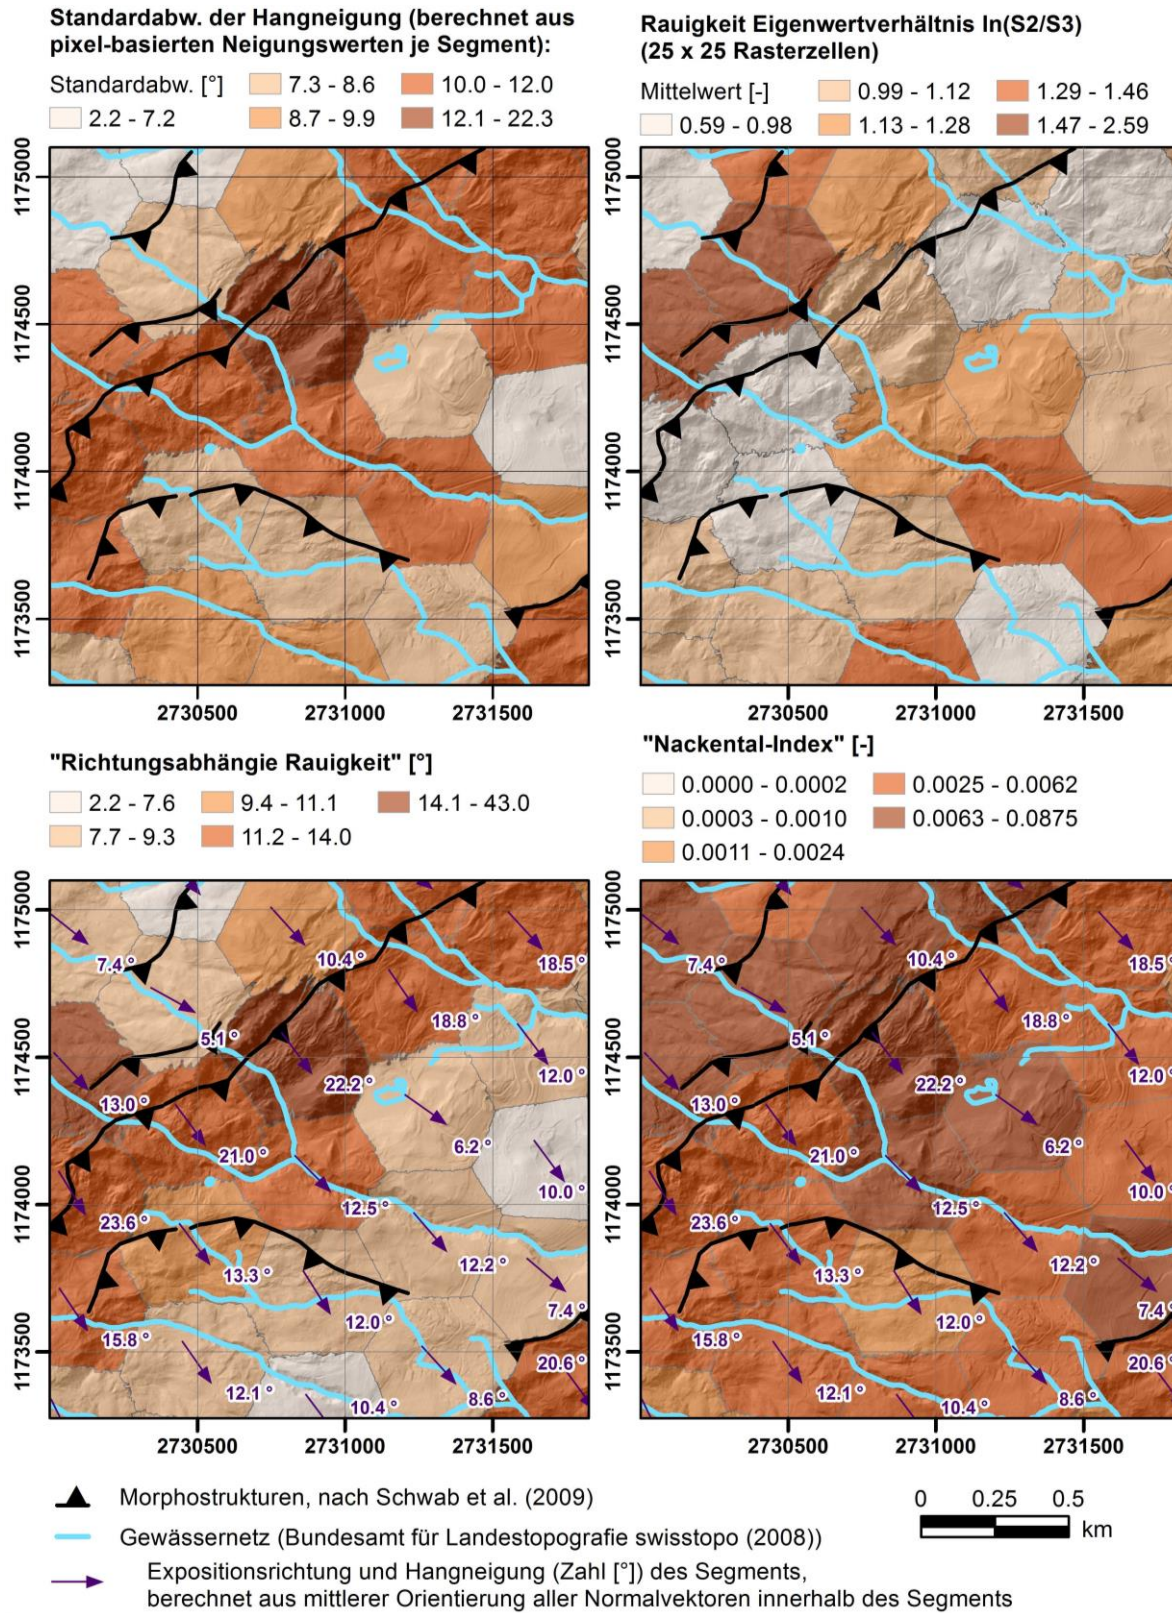 Standardabw. der Hangneigung (berechnet aus
pixel-basierten Neigungswerten je Segment):
Standardabw. [°]
2.2 - 7.2
7.3 - 8.6
8.7 - 9.9
10.0 - 12.0
12.1 - 22.3
Rauigkeit Eigenwertverhältnis ln(S2/S3)
(25 x 25 Rasterzellen)
Mittelwert [-]
0.59 - 0.98
0.99 - 1.12
1.13 - 1.28
1.29 - 1.46
1.47 - 2.59
1175000
1174500
1174000
1173500
2730500
2731000
2731500
1175000
1174500
1174000
1173500
2730500
2731000
2731500
"Richtungsabhängie Rauigkeit" [°]
2.2 - 7.6
7.7 - 9.3
9.4 - 11.1
11.2 - 14.0
14.1 - 43.0
"Nackental-Index" [-]
0.0000 - 0.0002
0.0003 - 0.0010
0.0011 - 0.0024
0.0025 - 0.0062
0.0063 - 0.0875
1175000
1174500
1174000
1173500
7.4 °
10.4 °
18.5 °
5.1 °
18.8 °
22.2 °
12.0 °
13.0 °
21.0 °
6.2 °
10.0 °
23.6 °
12.5 °
13.3 °
12.2 °
7.4 °
15.8 °
12.0 °
20.6 °
12.1 °
10.4 °
8.6 °
2730500
2731000
2731500
1175000
1174500
1174000
1173500
7.4 °
10.4 °
18.5 °
5.1 °
18.8 °
22.2 °
12.0 °
13.0 °
21.0 °
6.2 °
10.0 °
23.6 °
12.5 °
13.3 °
12.2 °
7.4 °
15.8 °
12.0 °
20.6 °
12.1 °
10.4 °
8.6 °
2730500
2731000
2731500
Morphostrukturen, nach Schwab et al. (2009)
Gewässernetz (Bundesamt für Landestopografie swisstopo (2008))
Expositionsrichtung und Hangneigung (Zahl [°]) des Segments,
berechnet aus mittlerer Orientierung aller Normalvektoren innerhalb des Segments
0 0.25 0.5
km